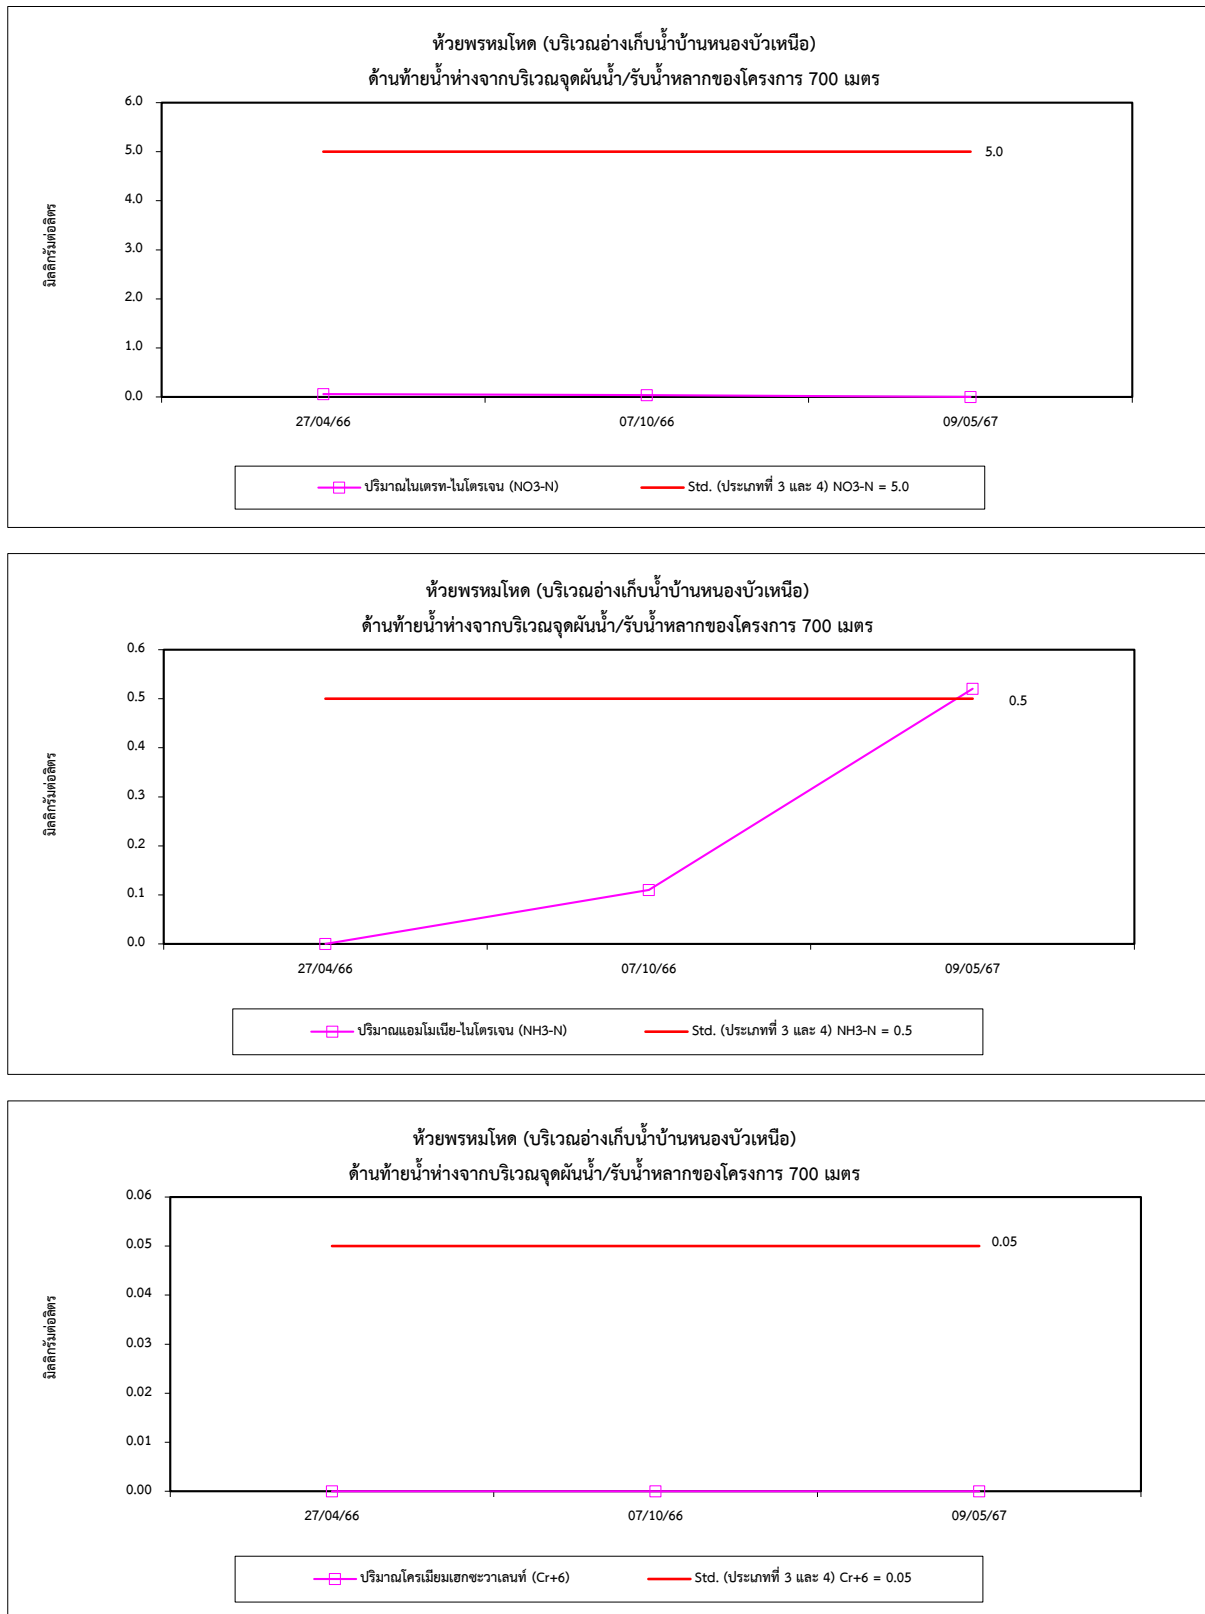 ห้วยพรหมโหด (บริเวณอ่างเก็บน้ำบ้านหนองบัวเหนือ)
ด้านท้ายน้ำห่างจากบริเวณจุดผันน้ำ/รับน้ำหลากของโครงการ 700 เมตร
มิลลิกรัมต่อลิตร
6.0
5.0
5.0
4.0
3.0
2.0
1.0
0.0
27/04/66 07/10/66 09/05/67
ปริมาณไนเตรท-ไนโตรเจน (NO3-N) Std. (ประเภทที่ 3 และ 4) NO3-N = 5.0
ห้วยพรหมโหด (บริเวณอ่างเก็บน้ำบ้านหนองบัวเหนือ)
ด้านท้ายน้ำห่างจากบริเวณจุดผันน้ำ/รับน้ำหลากของโครงการ 700 เมตร
มิลลิกรัมต่อลิตร
0.6
0.5
0.5
0.4
0.3
0.2
0.1
0.0
27/04/66 07/10/66 09/05/67
ปริมาณแอมโมเนีย-ไนโตรเจน (NH3-N) Std. (ประเภทที่ 3 และ 4) NH3-N = 0.5
ห้วยพรหมโหด (บริเวณอ่างเก็บน้ำบ้านหนองบัวเหนือ)
ด้านท้ายน้ำห่างจากบริเวณจุดผันน้ำ/รับน้ำหลากของโครงการ 700 เมตร
มิลลิกรัมต่อลิตร
0.06
0.05
0.05
0.04
0.03
0.02
0.01
0.00
27/04/66 07/10/66 09/05/67
ปริมาณโครเมียมเฮกซะวาเลนท์ (Cr+6) Std. (ประเภทที่ 3 และ 4) Cr+6 = 0.05